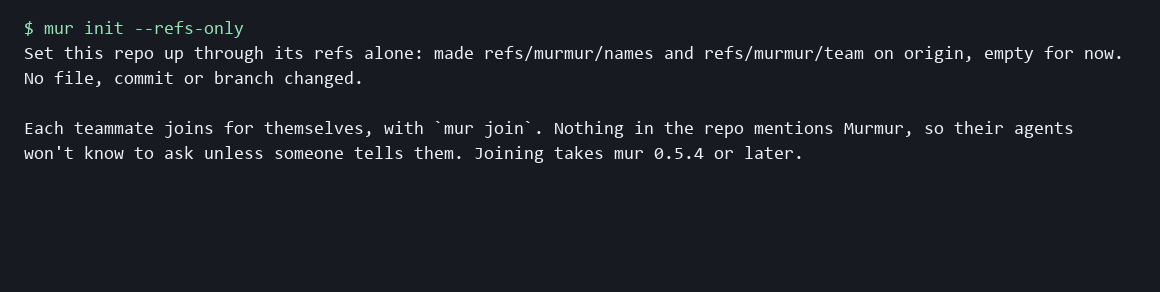 $ mur init --refs-only
Set this repo up through its refs alone: made refs/murmur/names and refs/murmur/team on origin, empty for now.
No file, commit or branch changed.
Each teammate joins for themselves, with `mur join`. Nothing in the repo mentions Murmur, so their agents
won't know to ask unless someone tells them. Joining takes mur 0.5.4 or later.